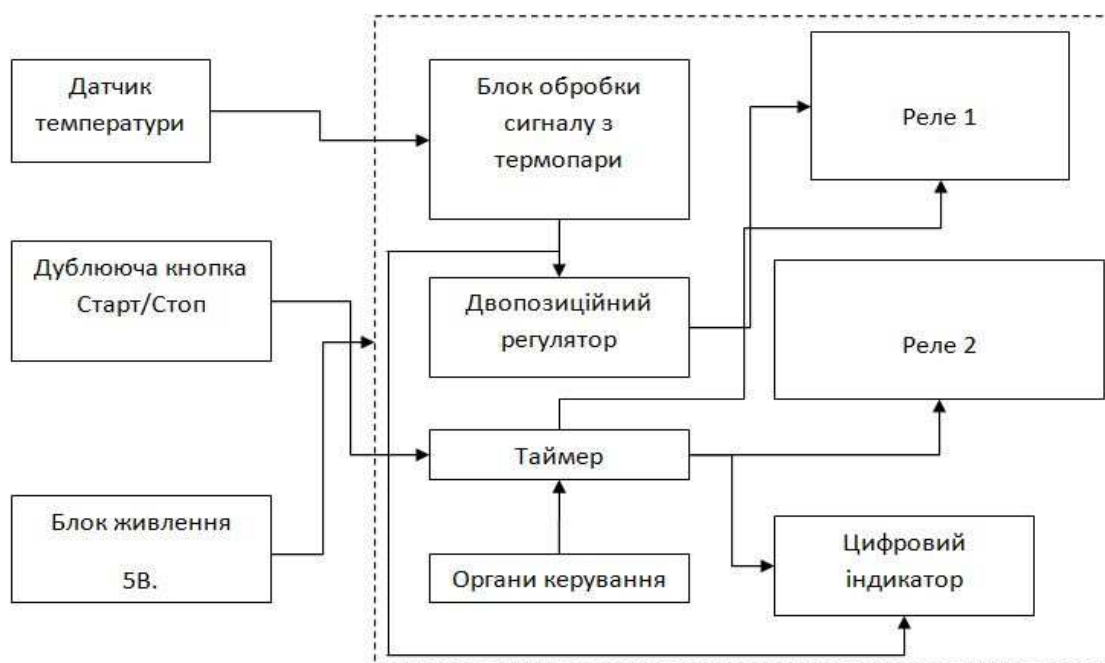 Датчик
температури
Блок обробки
сигналу з
термопари
Реле 1
Дублююча кнопка
Старт/Стоп
Двопозиційний
регулятор
Реле 2
Таймер
Блок живлення
5В.
Органи керування
Цифровий
індикатор